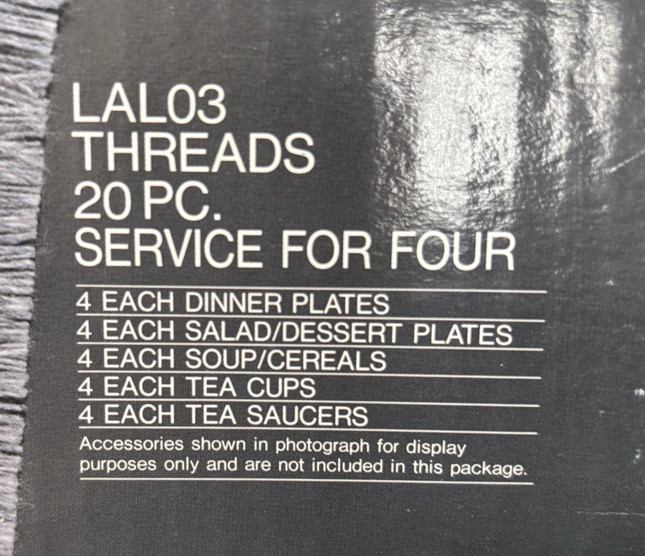 LAL03
THREADS
20 PC.
SERVICE FOR FOUR
4 EACH DINNER PLATES
4 EACH SALAD/DESSERT PLATES
4 EACH SOUP/CEREALS
4 EACH TEA CUPS
4 EACH TEA SAUCERS
Accessories shown in photograph for display
purposes only and are not included in this package.